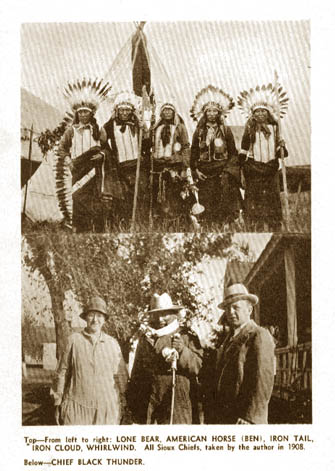 Top—From left to right: LONE BEAR, AMERICAN HORSE (BEN), IRON TAIL,
IRON CLOUD, WHIRLWIND. All Sioux Chiefs, taken by the author in 1908.
Below—CHIEF BLACK THUNDER.